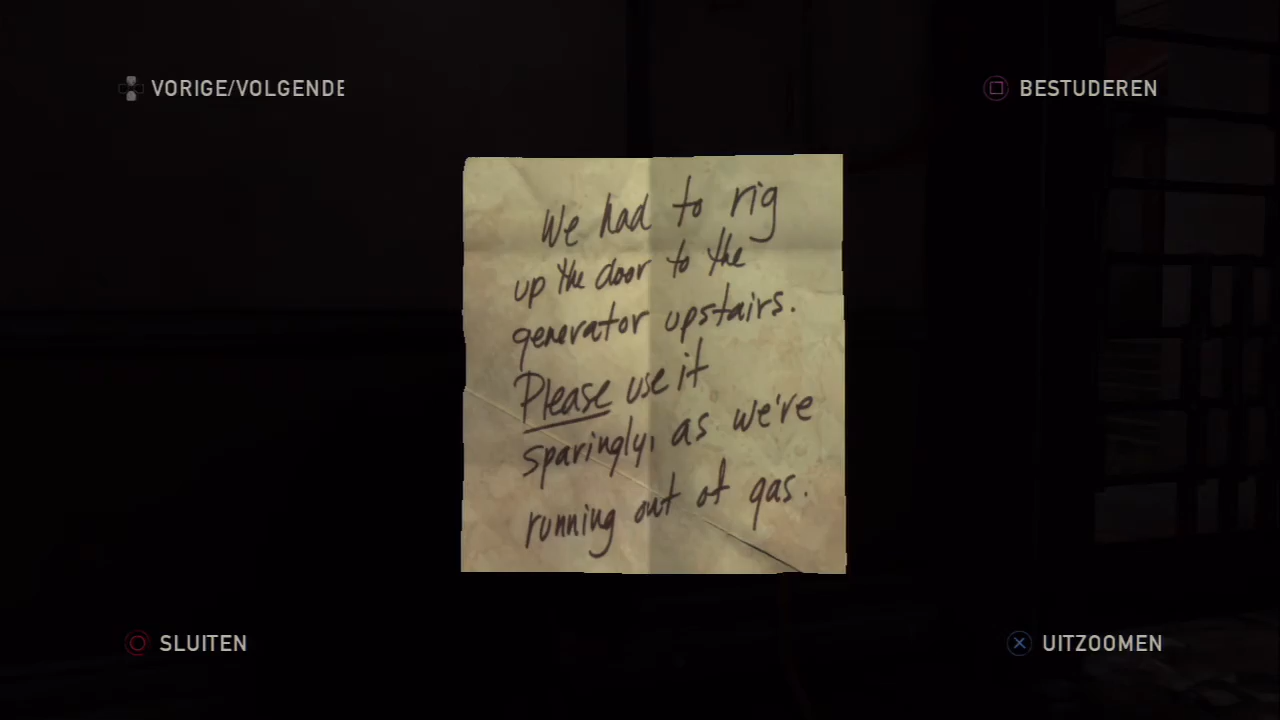 VORIGE/VOLGENDE
BESTUDEREN
We had to rig
up the door to the
generator upstairs.
Please use it
sparingly, as we're
running out of gas.
SLUITEN
UITZOOMEN